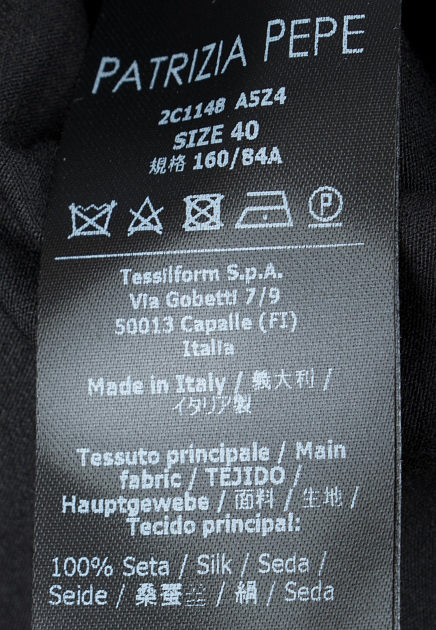 PATRIZIA PEPE
2C1148 A5Z4
SIZE 40
規格 160/84A
P
Tessilform S.p.A.
Via Gobetti 7/9
50013 Capalle (FI)
Italia
Made in Italy / 義大利 /
イタリア製
Tessuto principale / Main
fabric / TEJIDO /
Hauptgewebe / 面料 / 生地 /
Tecido principal:
100% Seta / Silk / Seda /
Seide / 桑蚕丝 / 絹 / Seda